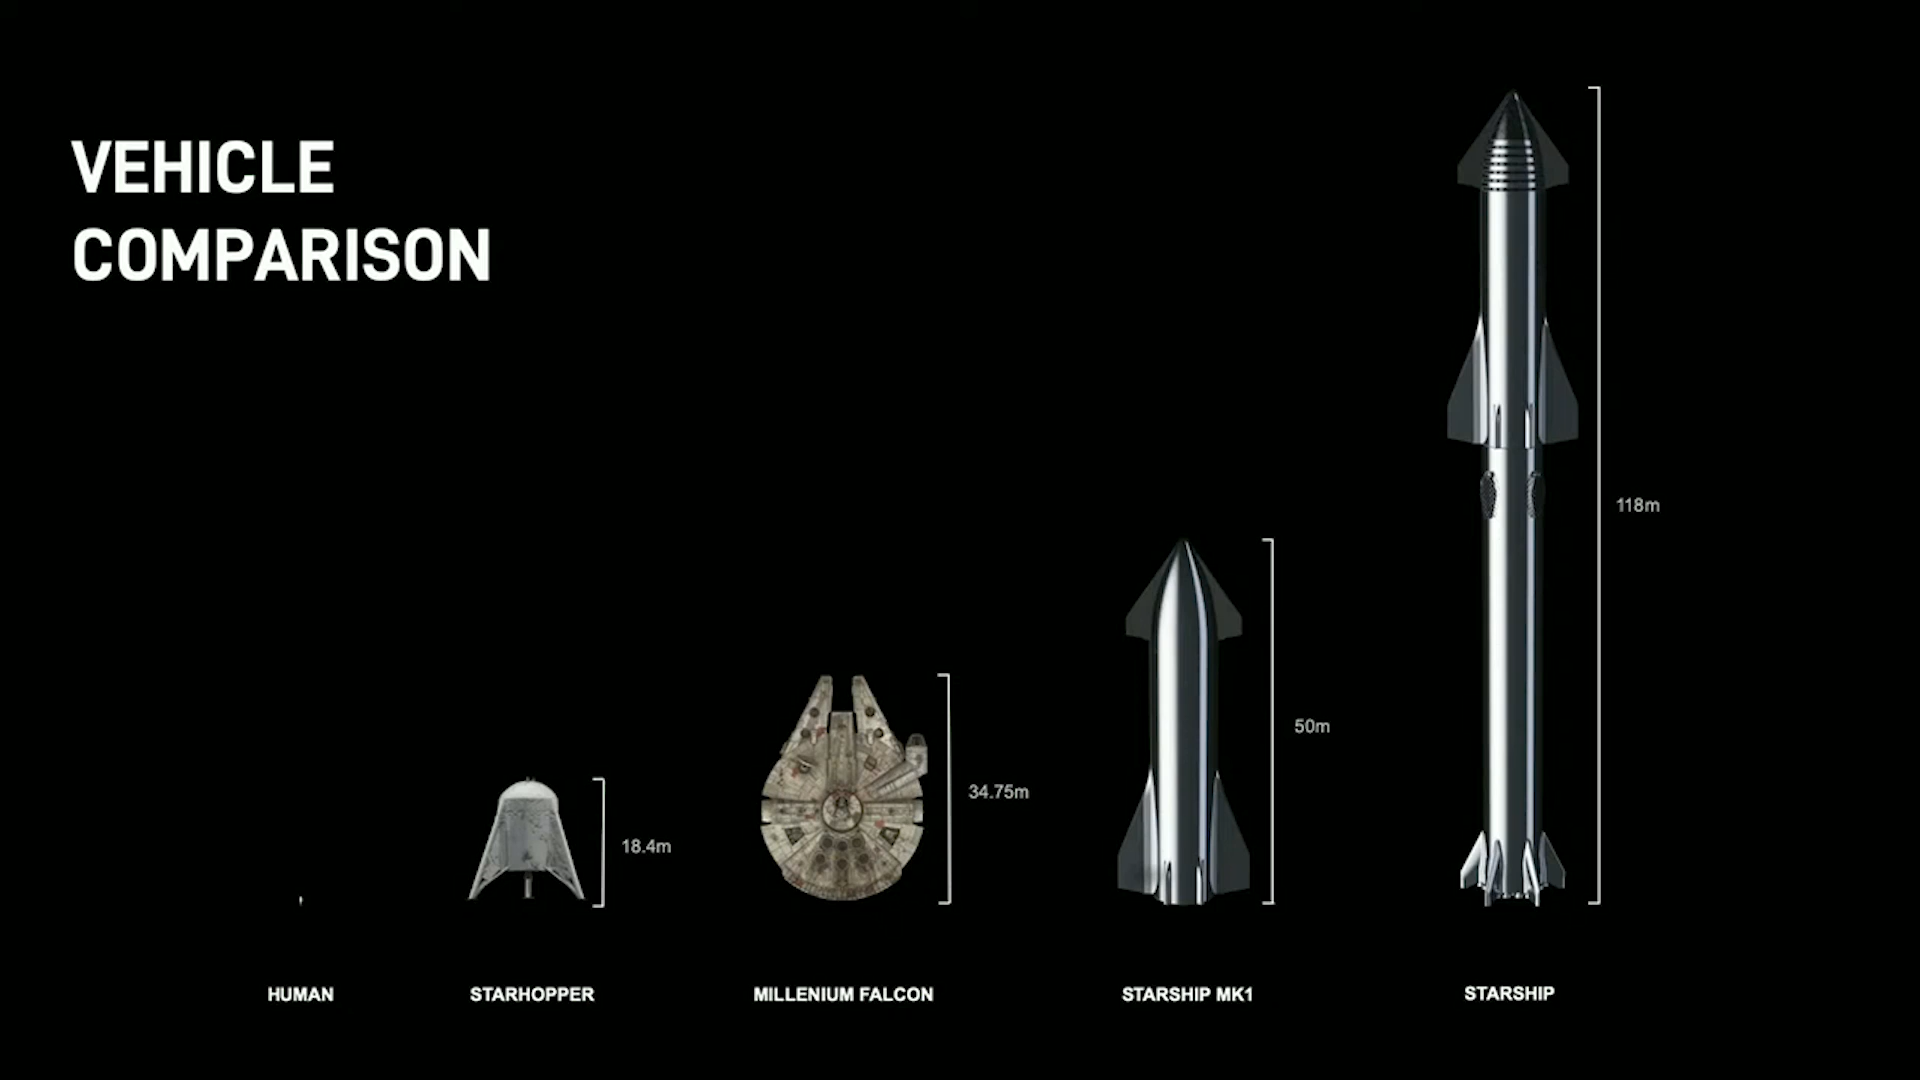 VEHICLE
COMPARISON
118m
50m
34.75m
18.4m
HUMAN
STARHOPPER
MILLENIUM FALCON
STARSHIP MK1
STARSHIP